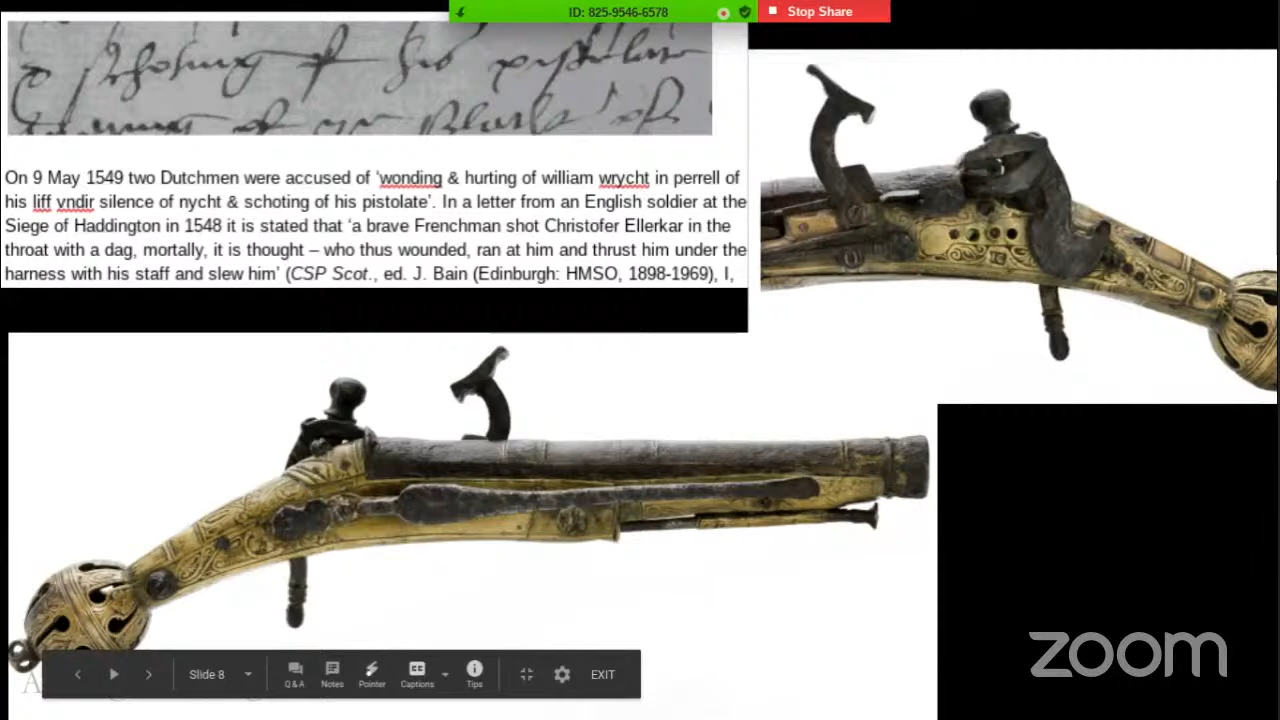 ID: 825-9546-6578
Stop Share
schoting of his pistolate
On 9 May 1549 two Dutchmen were accused of ‘wonding & hurting of william wrycht in perrell of
his liff vndir silence of nycht & schoting of his pistolate’. In a letter from an English soldier at the
Siege of Haddington in 1548 it is stated that ‘a brave Frenchman shot Christofer Ellerkar in the
throat with a dag, mortally, it is thought – who thus wounded, ran at him and thrust him under the
harness with his staff and slew him’ (CSP Scot., ed. J. Bain (Edinburgh: HMSO, 1898-1969), I,
Slide 8
Q & A
Notes
Pointer
CC
Captions
Tips
EXIT
zoom